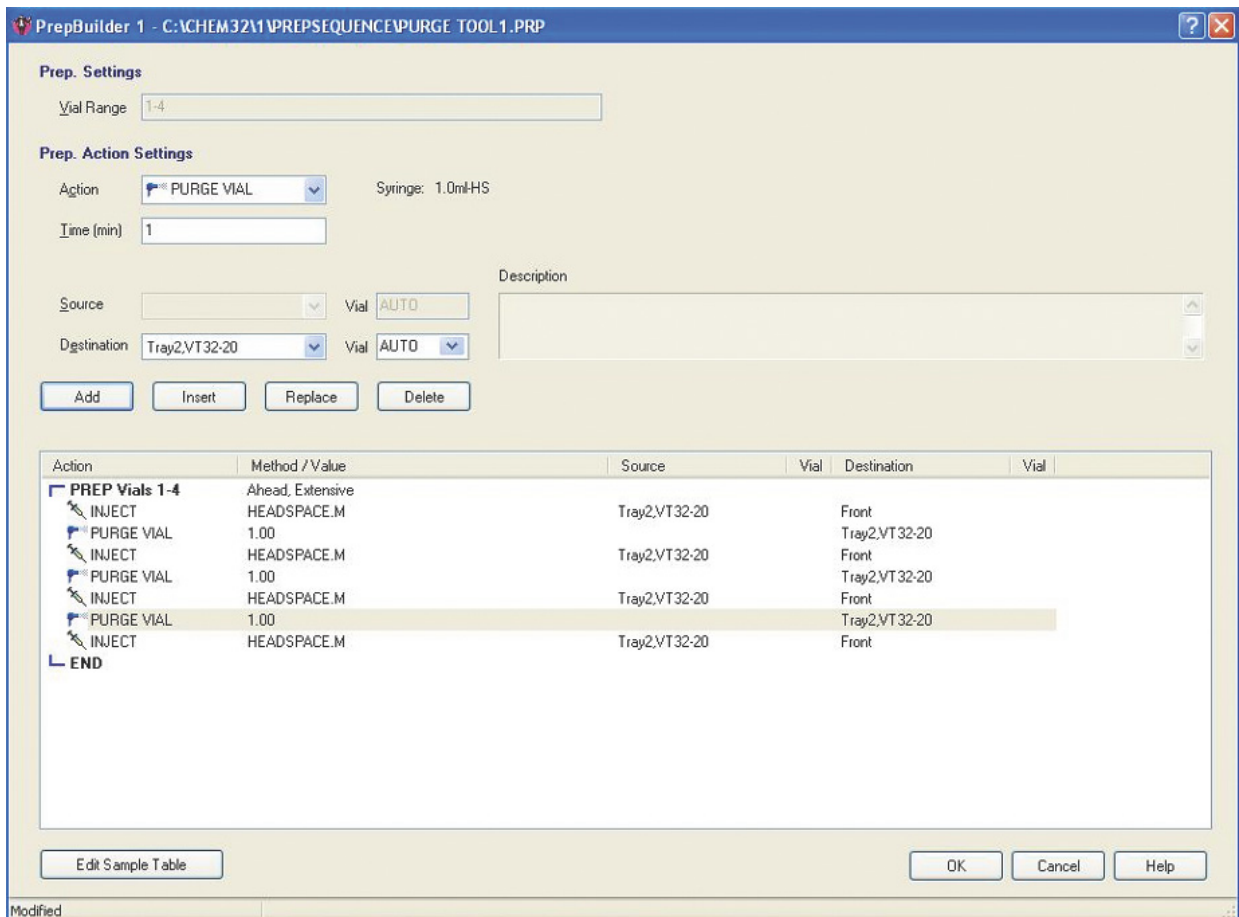 PrepBuilder 1 - C:\CHEM32\1\PREPSEQUENCE\PURGE TOOL1.PRP
Prep. Settings
Vial Range 1-4
Prep. Action Settings
Action PURGE VIAL Syringe: 1.0ml-HS
Time (min) 1
Description
Source Vial AUTO
Destination Tray2,VT32-20 Vial AUTO
Add Insert Replace Delete
Action Method / Value Source Vial Destination Vial
PREP Vials 1-4 Ahead, Extensive
INJECT HEADSPACE.M Tray2,VT32-20 Front
PURGE VIAL 1.00 Tray2,VT32-20
INJECT HEADSPACE.M Tray2,VT32-20 Front
PURGE VIAL 1.00 Tray2,VT32-20
INJECT HEADSPACE.M Tray2,VT32-20 Front
PURGE VIAL 1.00 Tray2,VT32-20
INJECT HEADSPACE.M Tray2,VT32-20 Front
END
Edit Sample Table OK Cancel Help
Modified